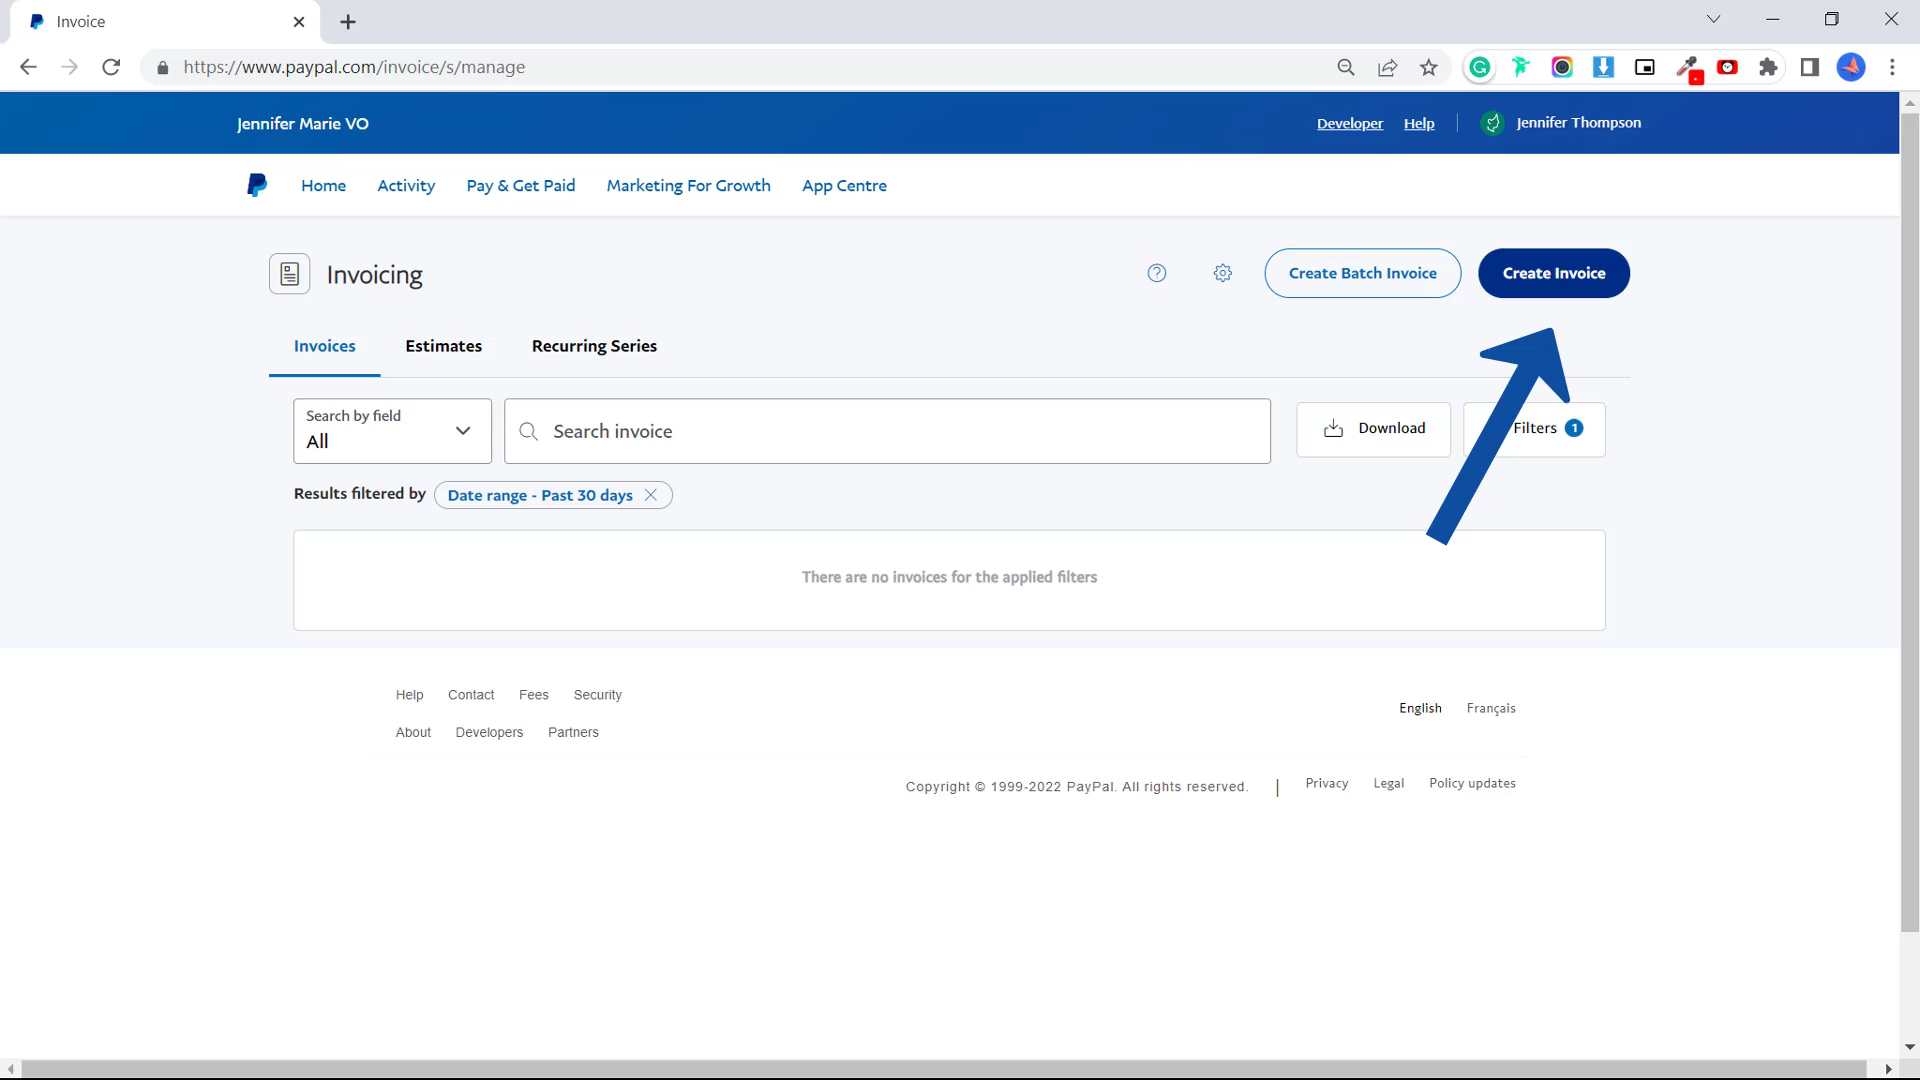 Invoice
https://www.paypal.com/invoice/s/manage
Jennifer Marie VO
Developer Help Jennifer Thompson
Home Activity Pay & Get Paid Marketing For Growth App Centre
Invoicing
Create Batch Invoice Create Invoice
Invoices Estimates Recurring Series
Search by field
All
Search invoice
Download
Filters 1
Results filtered by Date range - Past 30 days
There are no invoices for the applied filters
Help Contact Fees Security
English Français
About Developers Partners
Copyright © 1999-2022 PayPal. All rights reserved. | Privacy Legal Policy updates